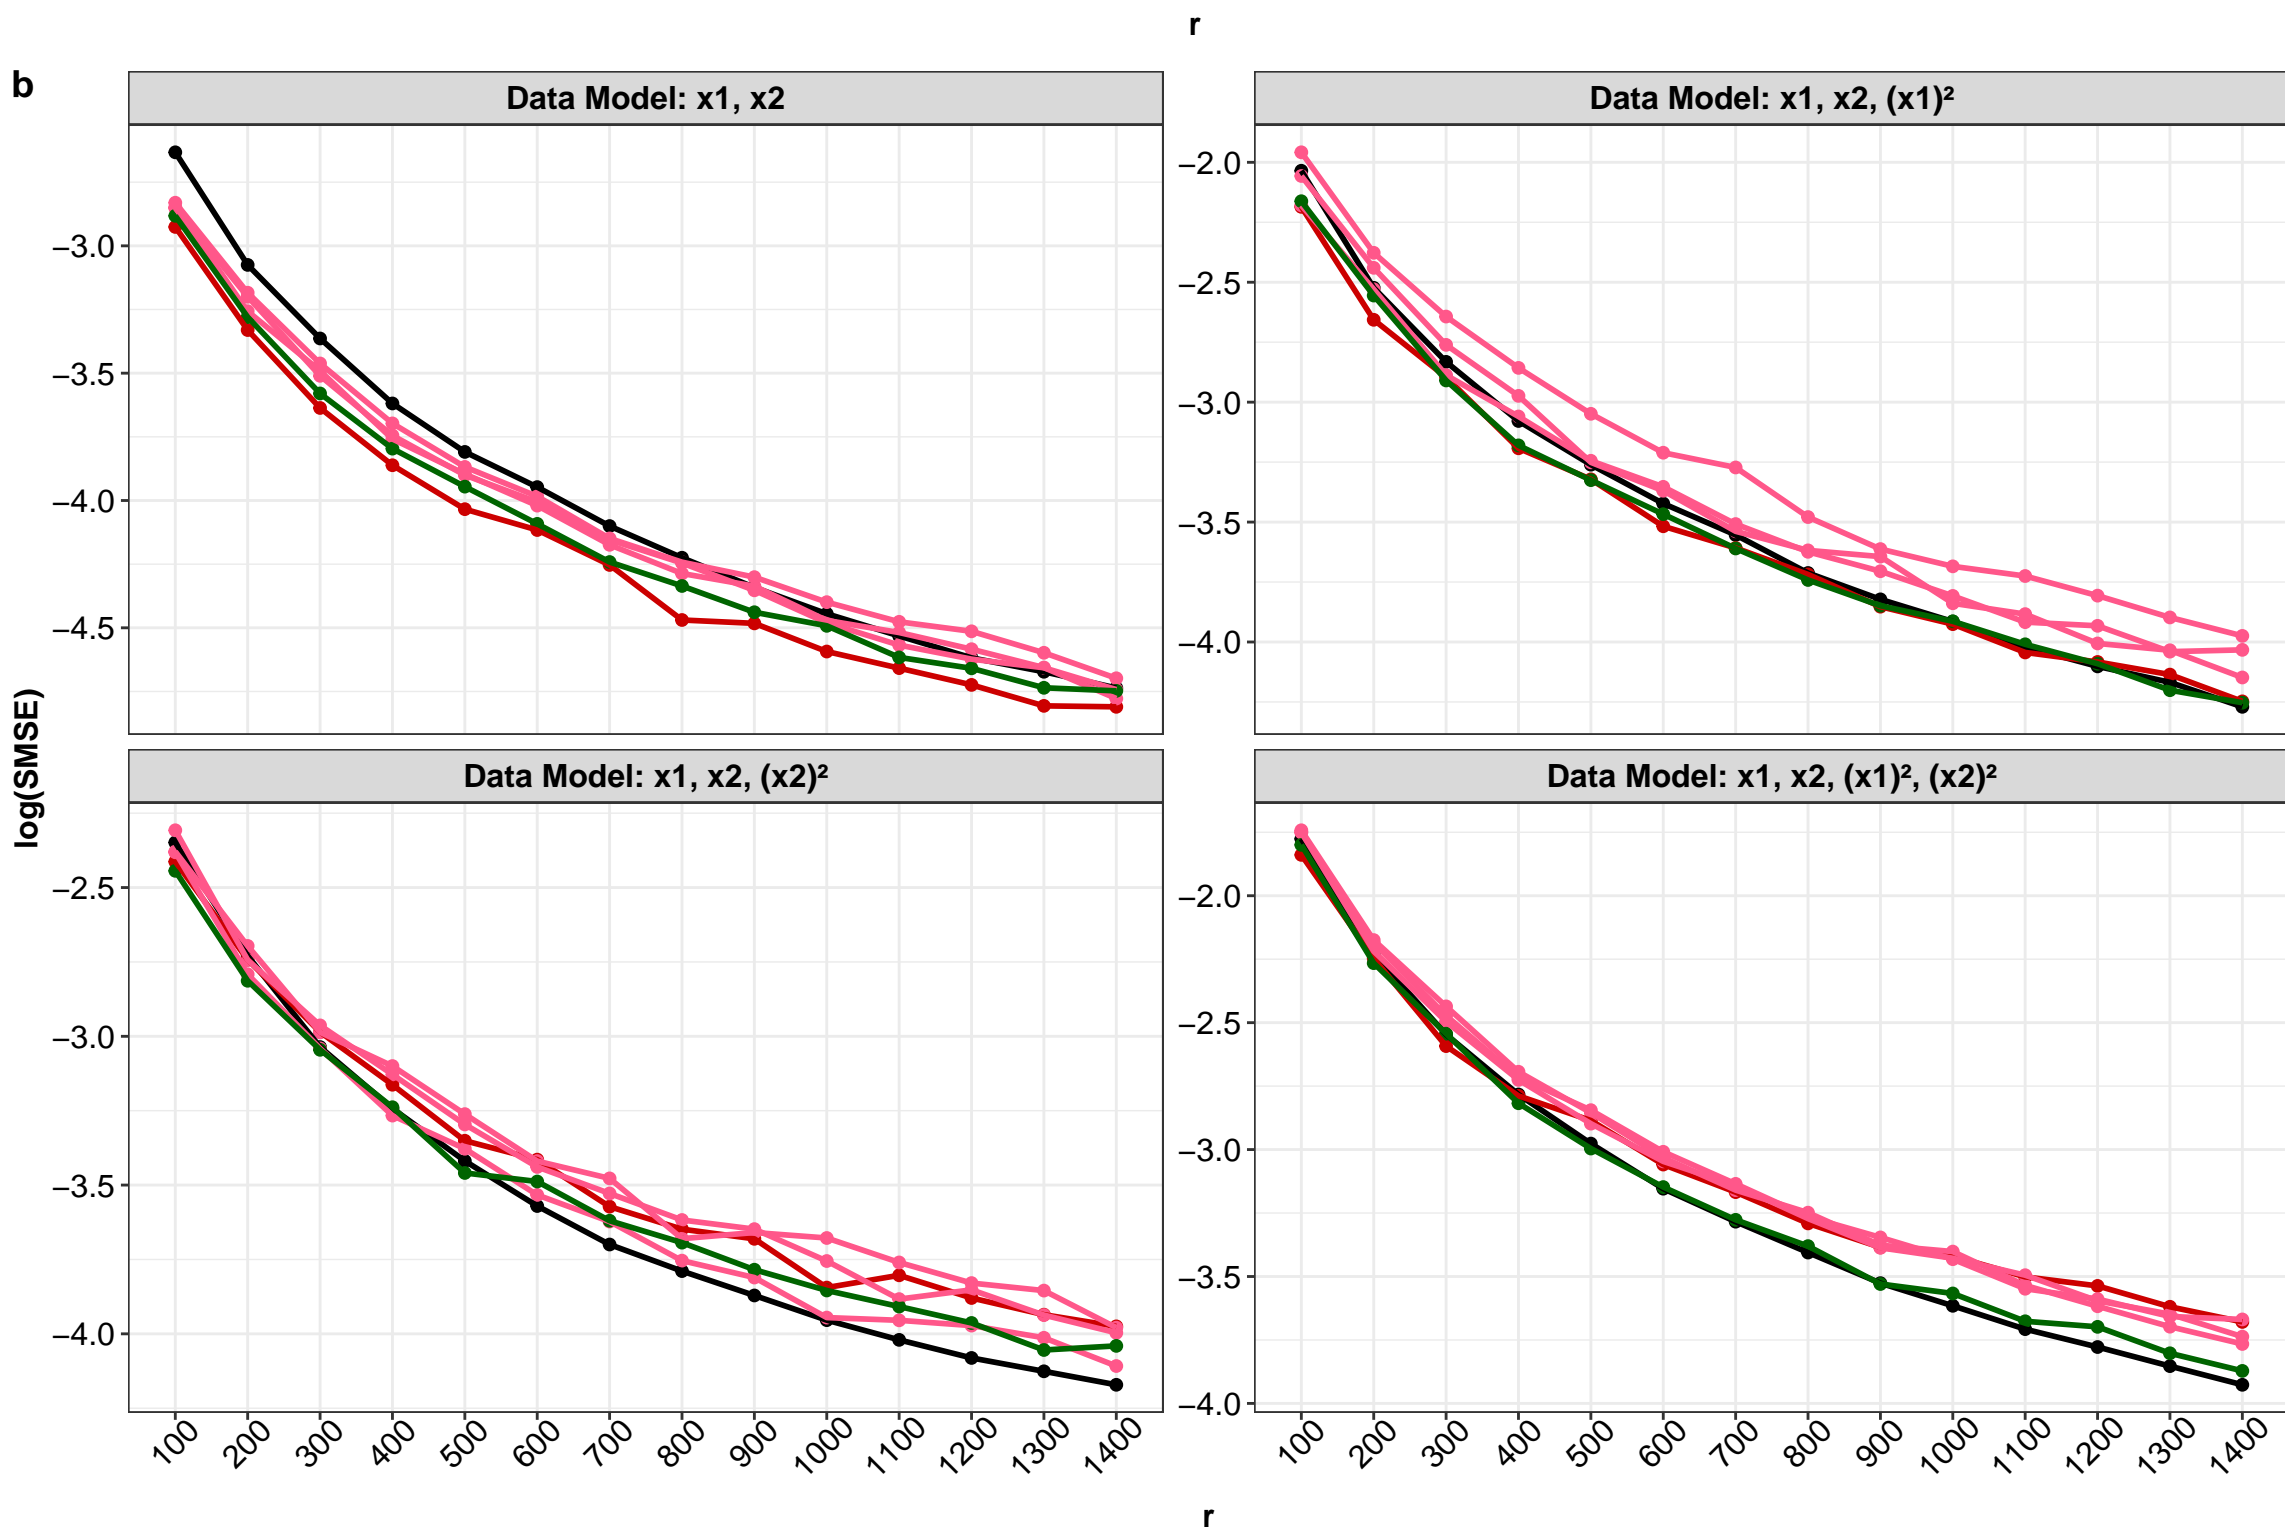 r
b
Data Model: x1, x2
−3.0
−3.5
−4.0
−4.5
Data Model: x1, x2, (x1)²
−2.0
−2.5
−3.0
−3.5
−4.0
log(SMSE)
Data Model: x1, x2, (x2)²
−2.5
−3.0
−3.5
−4.0
100 200 300 400 500 600 700 800 900 1000 1100 1200 1300 1400
Data Model: x1, x2, (x1)², (x2)²
−2.0
−2.5
−3.0
−3.5
−4.0
100 200 300 400 500 600 700 800 900 1000 1100 1200 1300 1400
r